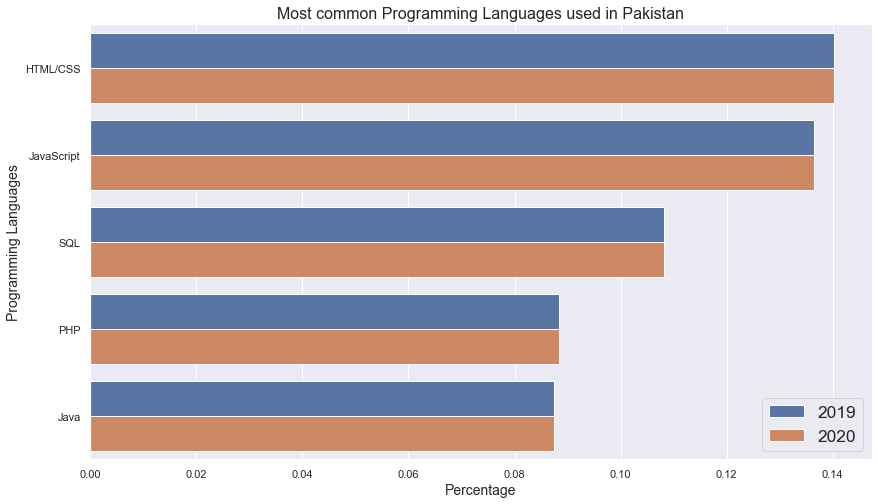 Most common Programming Languages used in Pakistan
Programming Languages
HTML/CSS
JavaScript
SQL
PHP
Java
2019
2020
0.00 0.02 0.04 0.06 0.08 0.10 0.12 0.14
Percentage